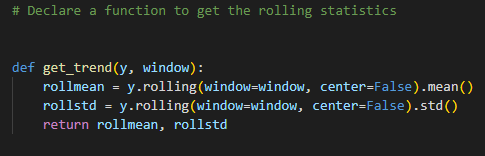 # Declare a function to get the rolling statistics
def get_trend(y, window):
    rollmean = y.rolling(window=window, center=False).mean()
    rollstd = y.rolling(window=window, center=False).std()
    return rollmean, rollstd